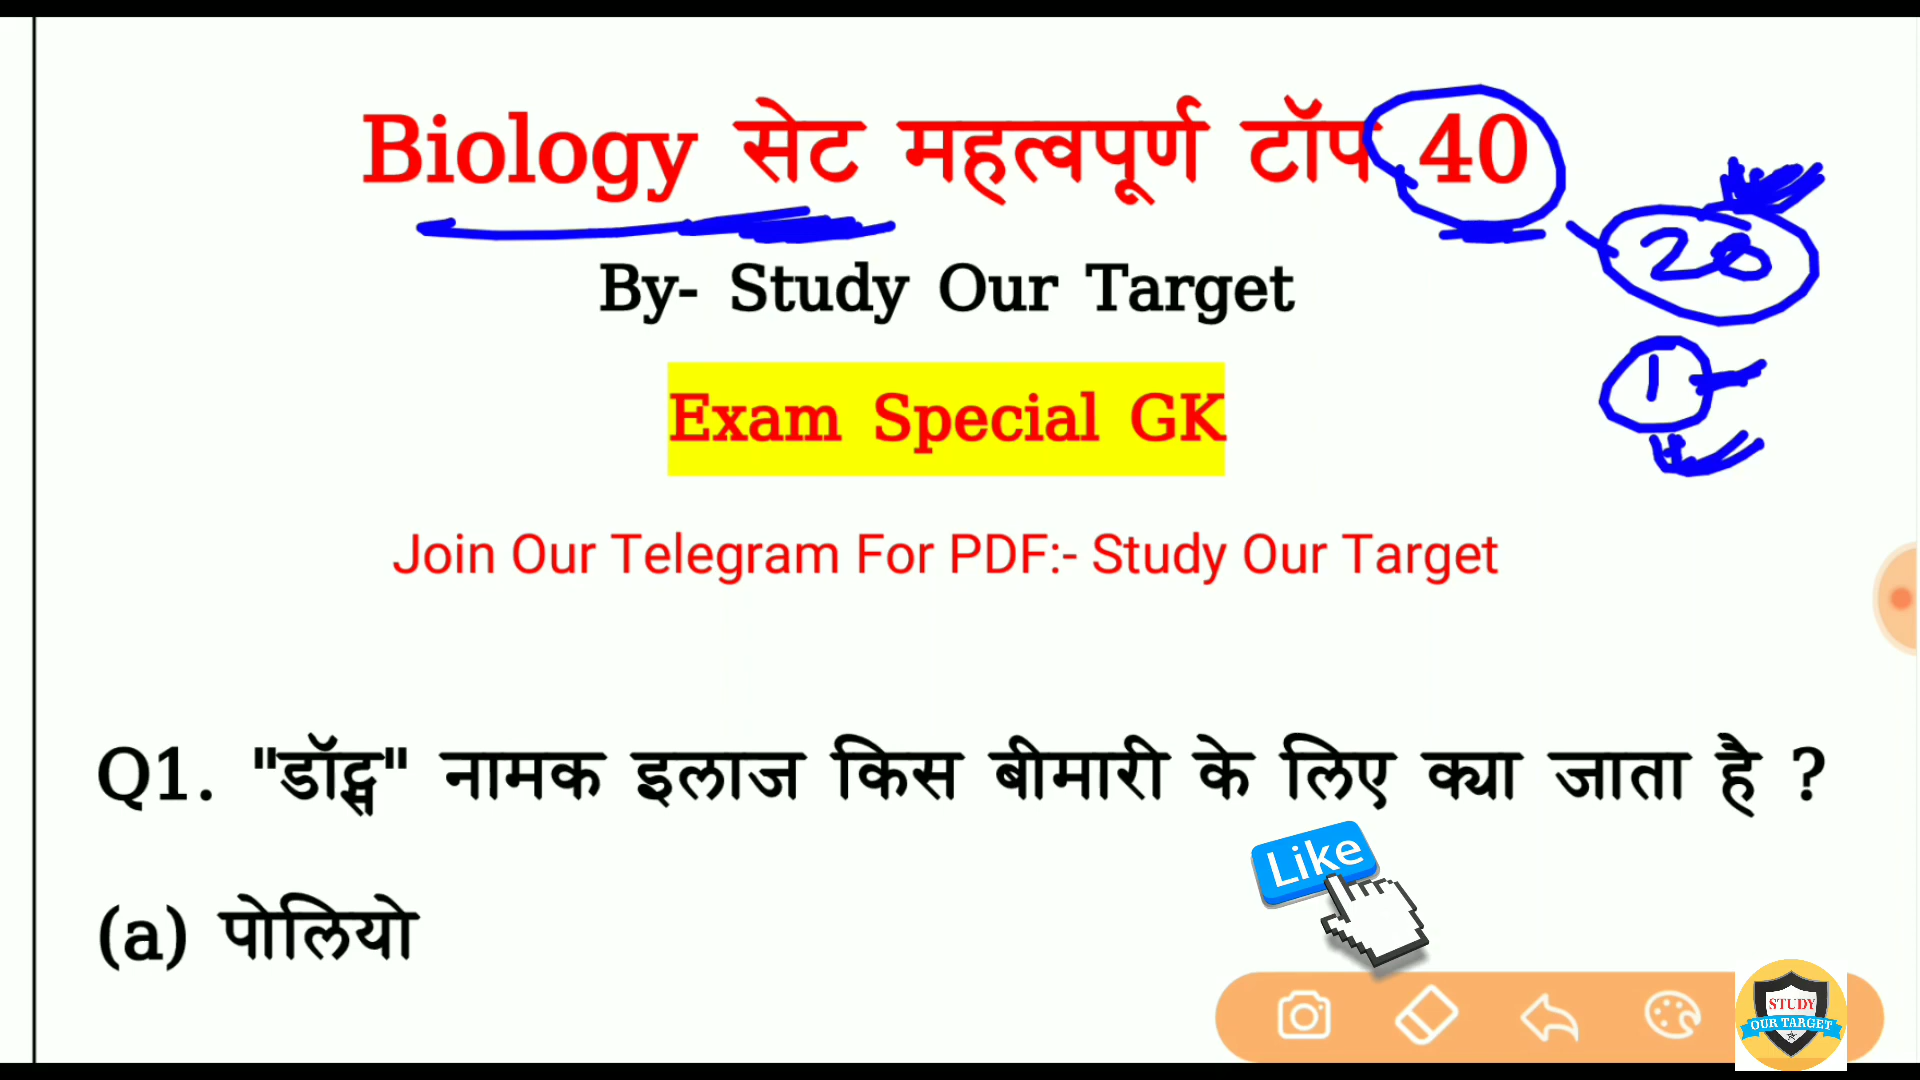 Biology सेट महत्वपूर्ण टॉप 40
20
By- Study Our Target
1
Exam Special GK
Join Our Telegram For PDF:- Study Our Target
Q1. "डॉट्स" नामक इलाज किस बीमारी के लिए क्या जाता है ?
Like
(a) पोलियो
STUDY
OUR TARGET